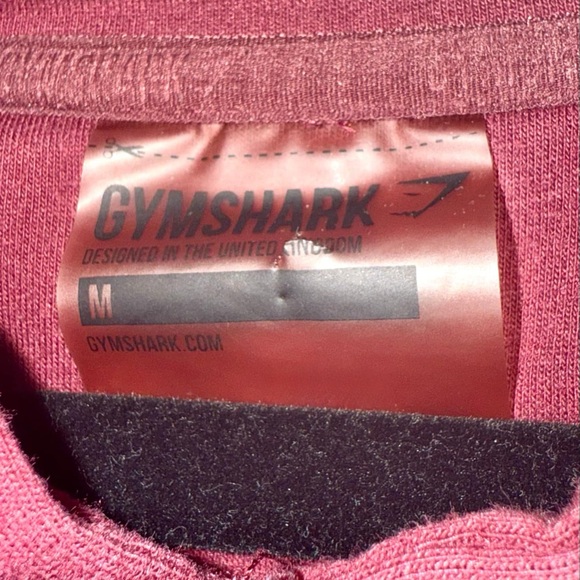 GYMSHARK
DESIGNED IN THE UNITED KINGDOM
M
GYMSHARK.COM